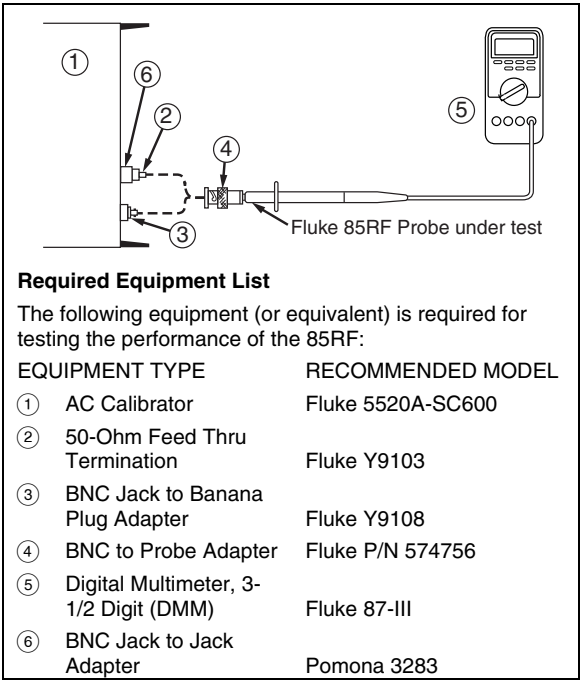 1
6
2
4
5
3
Fluke 85RF Probe under test
Required Equipment List
The following equipment (or equivalent) is required for
testing the performance of the 85RF:
EQUIPMENT TYPE RECOMMENDED MODEL
1 AC Calibrator Fluke 5520A-SC600
2 50-Ohm Feed Thru
Termination Fluke Y9103
3 BNC Jack to Banana
Plug Adapter Fluke Y9108
4 BNC to Probe Adapter Fluke P/N 574756
5 Digital Multimeter, 3-
1/2 Digit (DMM) Fluke 87-III
6 BNC Jack to Jack
Adapter Pomona 3283